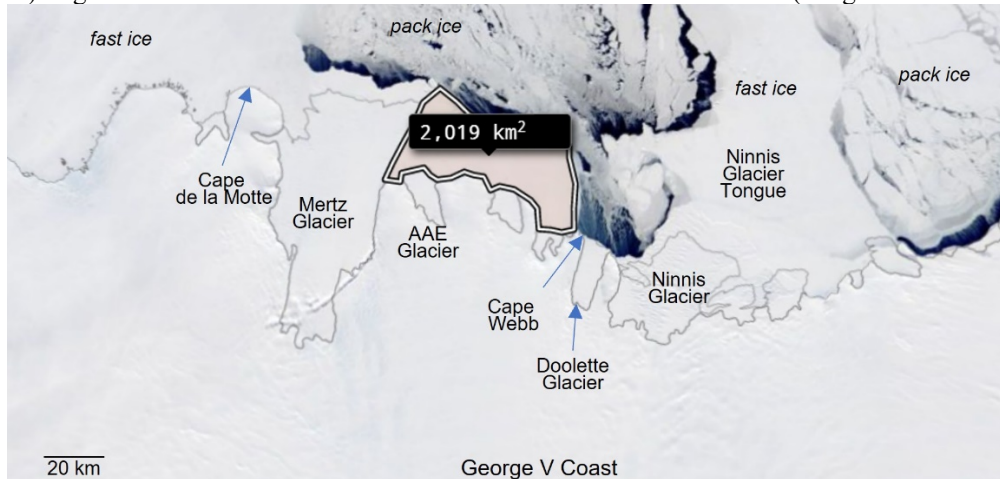 fast ice
pack ice
fast ice
pack ice
2,019 km²
Cape
de la Motte
Mertz
Glacier
AAE
Glacier
Ninnis
Glacier
Tongue
Ninnis
Glacier
Cape
Webb
Doolette
Glacier
20 km
George V Coast